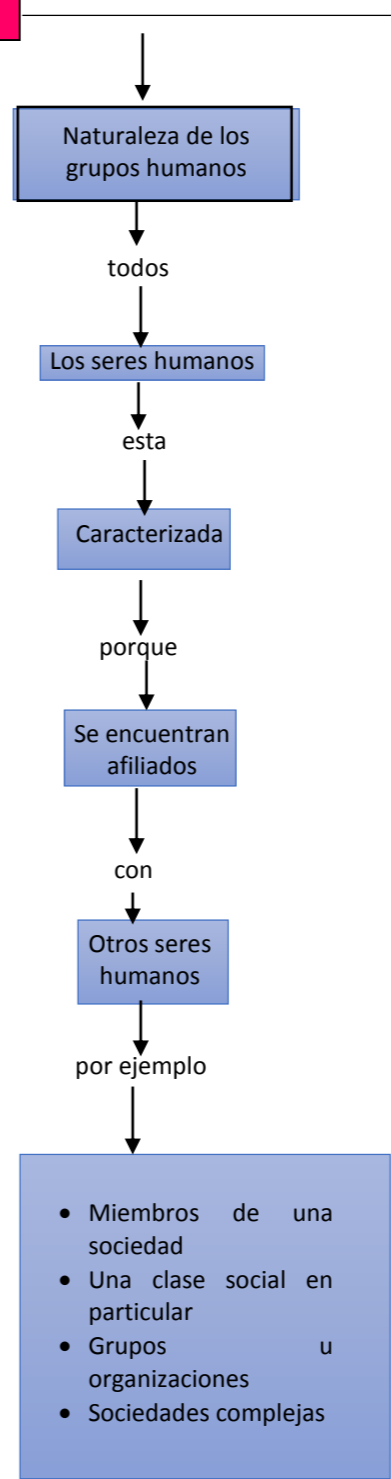 Naturaleza de los
grupos humanos
todos
Los seres humanos
esta
Caracterizada
porque
Se encuentran
afiliados
con
Otros seres
humanos
por ejemplo
• Miembros de una
sociedad
• Una clase social en
particular
• Grupos u
organizaciones
• Sociedades complejas